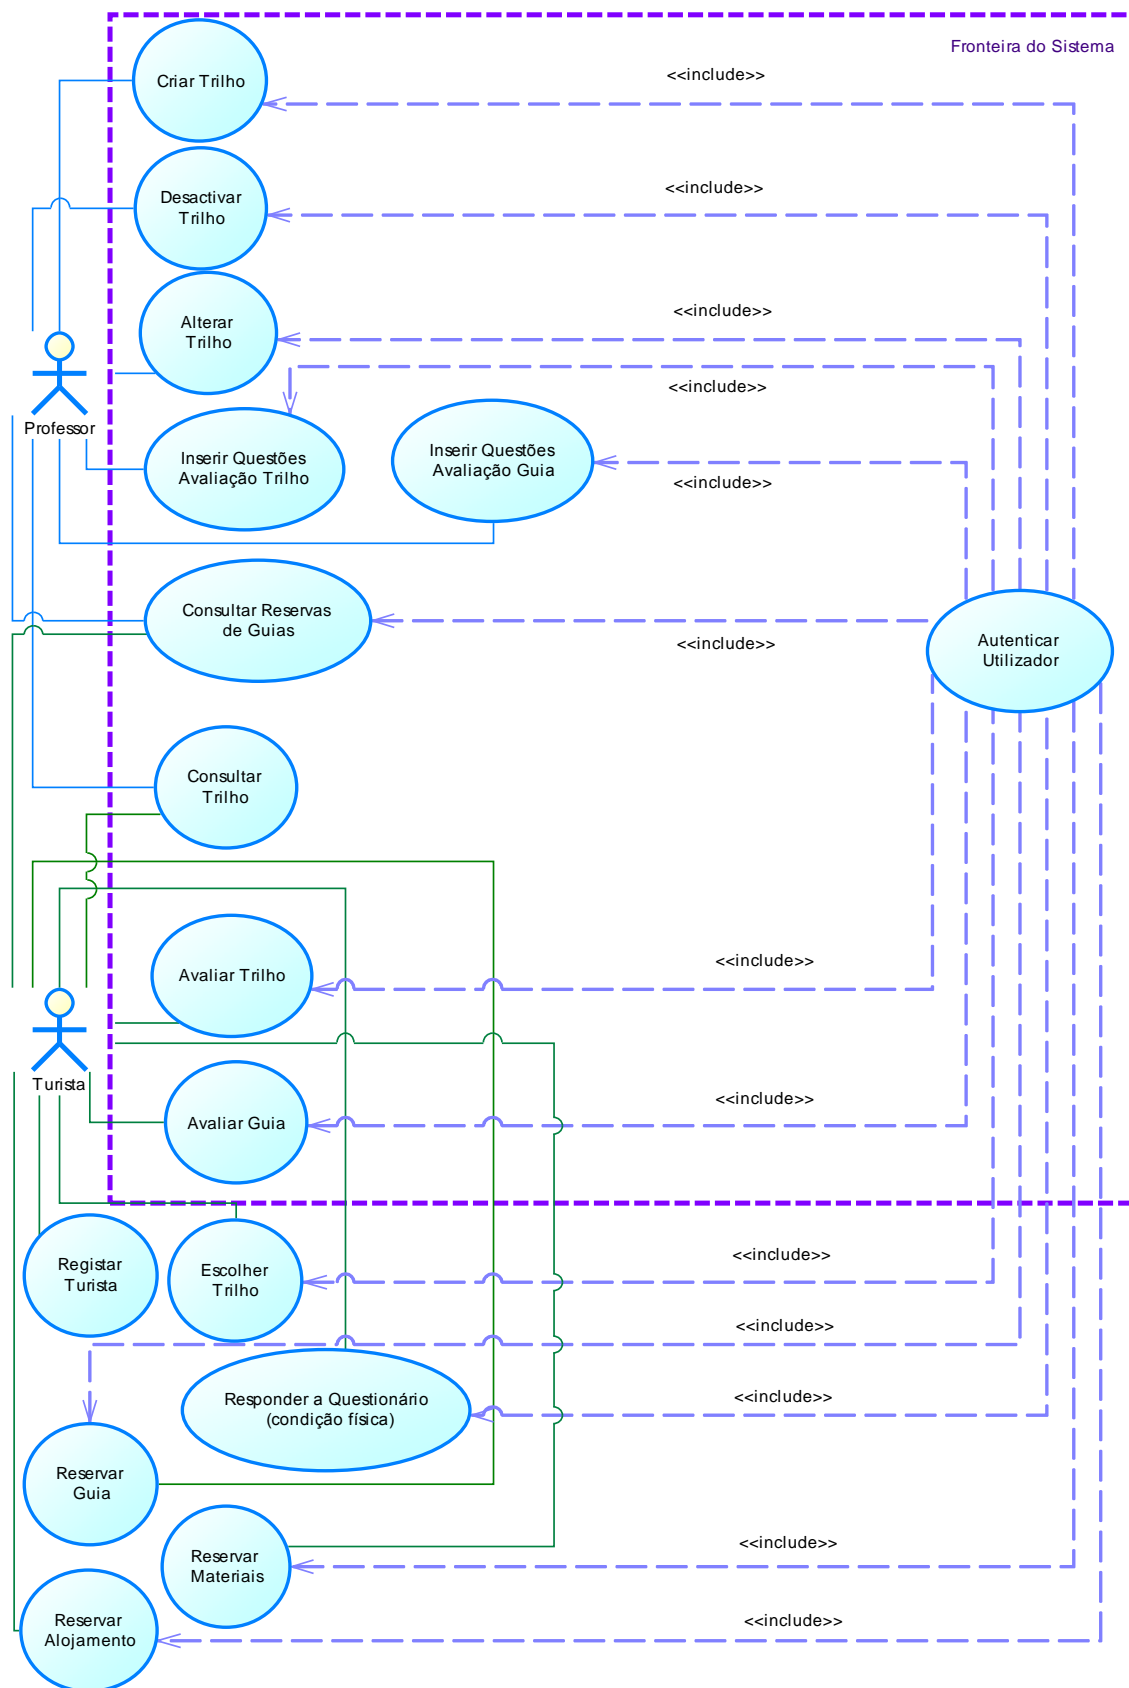 Fronteira do Sistema
Criar Trilho
<<include>>
Desactivar
Trilho
<<include>>
Alterar
Trilho
<<include>>
<<include>>
Professor
Inserir Questões
Avaliação Trilho
Inserir Questões
Avaliação Guia
<<include>>
Consultar Reservas
de Guias
<<include>>
Autenticar
Utilizador
Consultar
Trilho
Avaliar Trilho
<<include>>
Turista
Avaliar Guia
<<include>>
Registar
Turista
Escolher
Trilho
<<include>>
<<include>>
Responder a Questionário
(condição física)
<<include>>
Reservar
Guia
Reservar
Materiais
<<include>>
Reservar
Alojamento
<<include>>